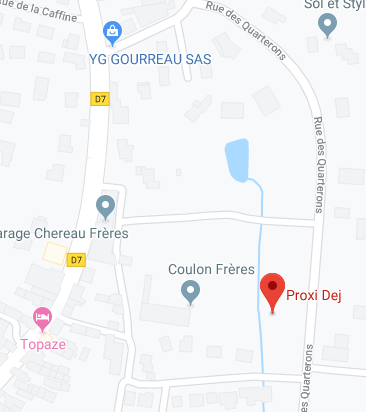 ue de la Caffine
Rue des Quarterons
Sol et Styl
YG GOURREAU SAS
D7
Rue des Quarterons
arage Chereau Frères
D7
Coulon Frères
Proxi Dej
Topaze
rue des Quarterons